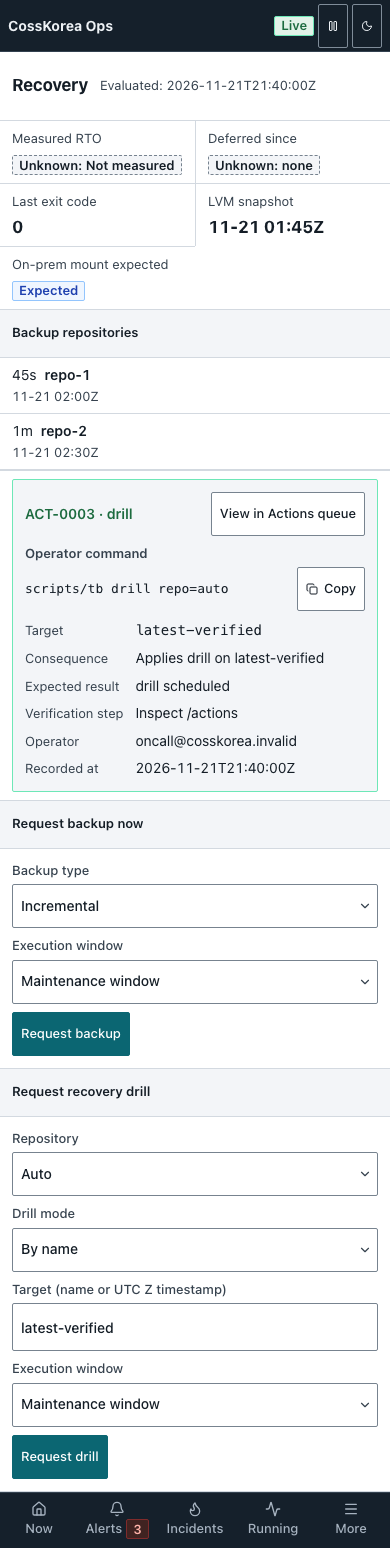 CossKorea Ops
Live
Recovery Evaluated: 2026-11-21T21:40:00Z
Measured RTO
Unknown: Not measured
Deferred since
Unknown: none
Last exit code
0
LVM snapshot
11-21 01:45Z
On-prem mount expected
Expected
Backup repositories
45s repo-1
11-21 02:00Z
1m repo-2
11-21 02:30Z
ACT-0003 · drill
View in Actions queue
Operator command
scripts/tb drill repo=auto
Copy
Target latest-verified
Consequence Applies drill on latest-verified
Expected result drill scheduled
Verification step Inspect /actions
Operator oncall@cosskorea.invalid
Recorded at 2026-11-21T21:40:00Z
Request backup now
Backup type
Incremental
Execution window
Maintenance window
Request backup
Request recovery drill
Repository
Auto
Drill mode
By name
Target (name or UTC Z timestamp)
latest-verified
Execution window
Maintenance window
Request drill
Now
Alerts 3
Incidents
Running
More